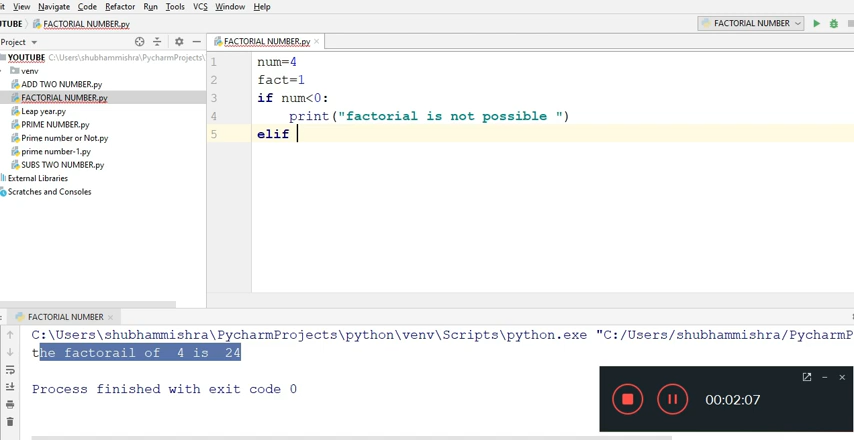 View Navigate Code Refactor Run Tools VCS Window Help
FACTORIAL NUMBER.py
FACTORIAL NUMBER
Project
FACTORIAL NUMBER.py
YOUTUBE C:\Users\shubhammishra\PycharmProjects\
venv
ADD TWO NUMBER.py
FACTORIAL NUMBER.py
Leap year.py
PRIME NUMBER.py
Prime number or Not.py
prime number-1.py
SUBS TWO NUMBER.py
External Libraries
Scratches and Consoles
1 num=4
2 fact=1
3 if num<0:
4 print("factorial is not possible ")
5 elif
FACTORIAL NUMBER
C:\Users\shubhammishra\PycharmProjects\python\venv\Scripts\python.exe "C:/Users/shubhammishra/PycharmP
the factorail of 4 is 24
Process finished with exit code 0
00:02:07